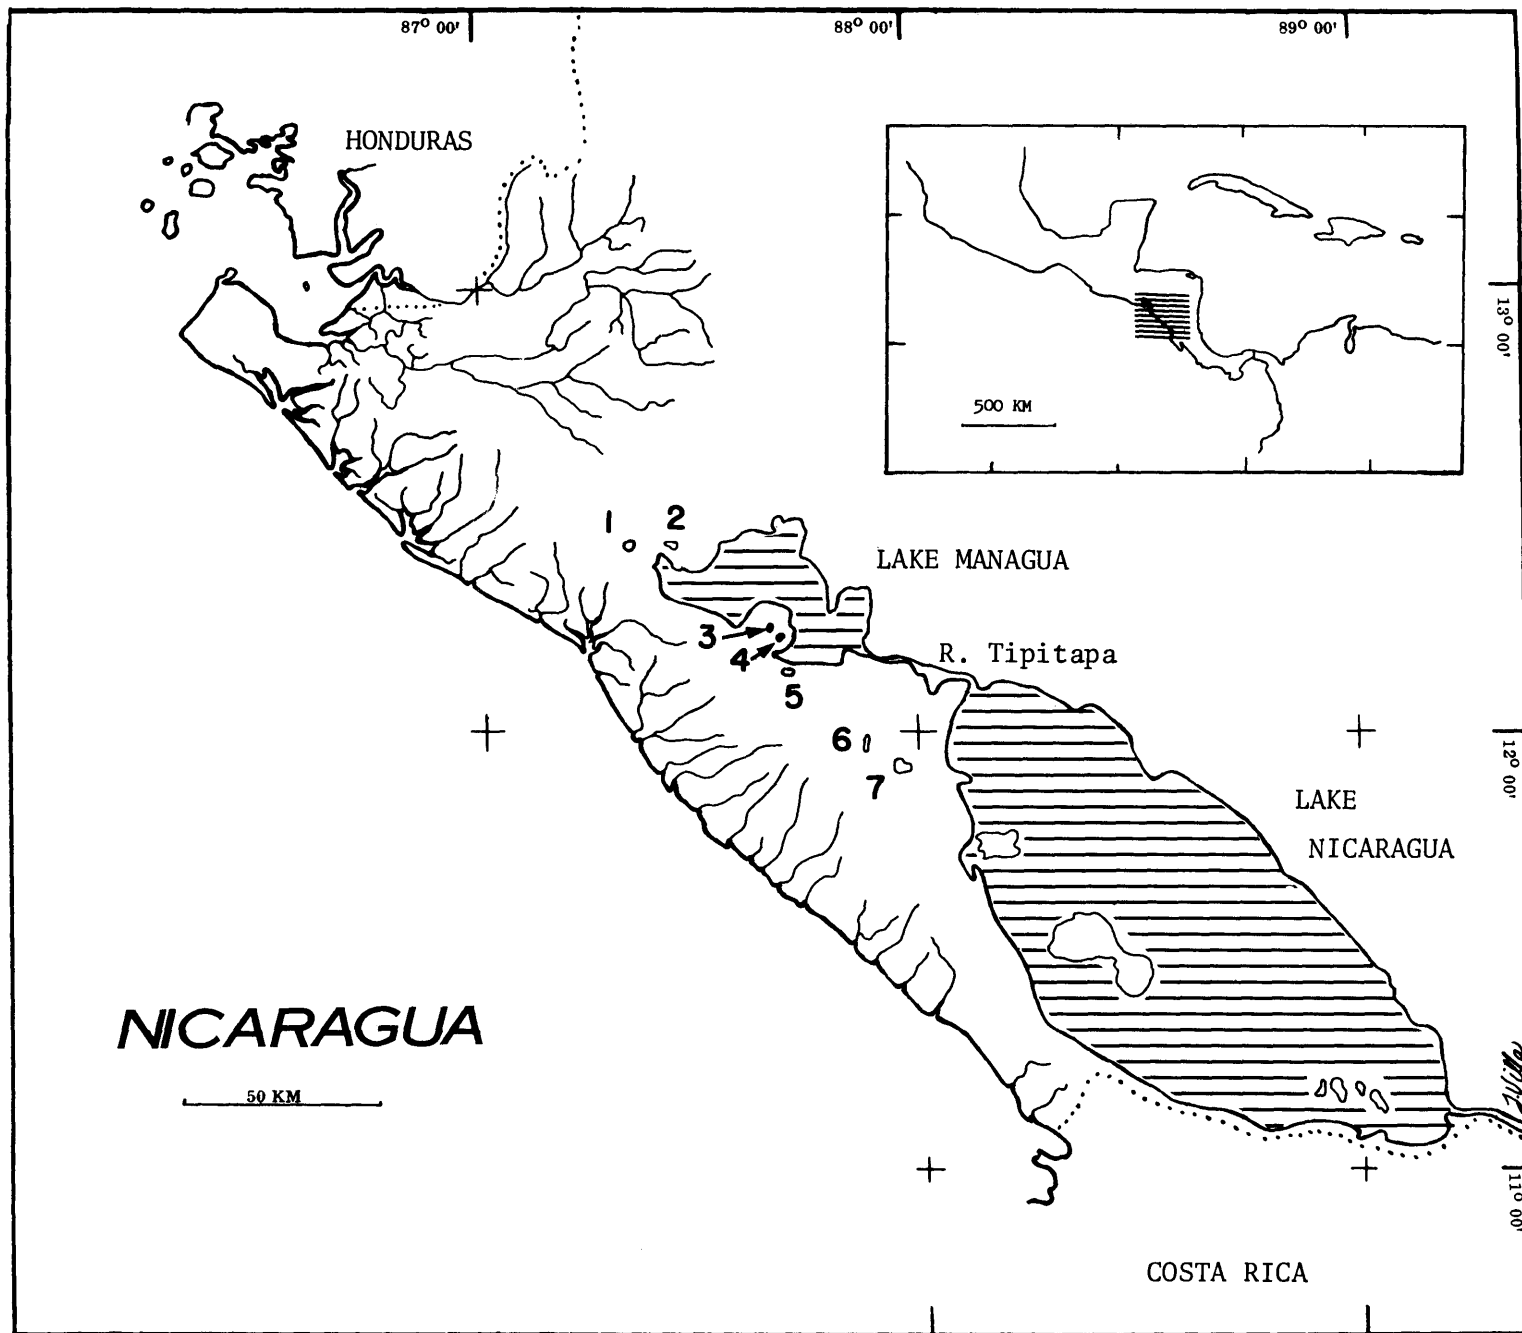 87° 00'
88° 00'
89° 00'
HONDURAS
13° 00'
500 KM
1
2
LAKE MANAGUA
3
4
R. Tipitapa
5
6
7
12° 00'
LAKE
NICARAGUA
NICARAGUA
50 KM
JVilla
11° 00'
COSTA RICA